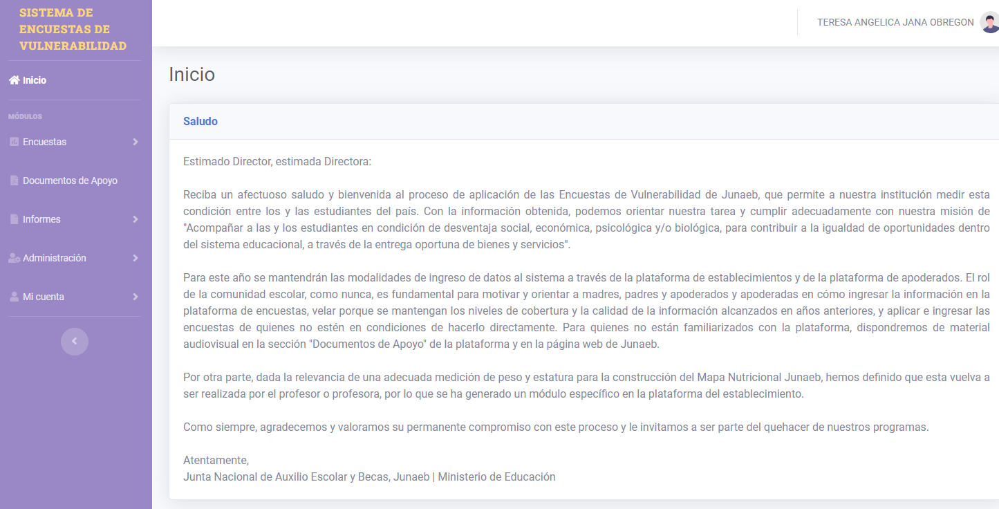 SISTEMA DE
ENCUESTAS DE
VULNERABILIDAD
Inicio
MÓDULOS
Encuestas
Documentos de Apoyo
Informes
Administración
Mi cuenta
TERESA ANGELICA JANA OBREGON
Inicio
Saludo
Estimado Director, estimada Directora:
Reciba un afectuoso saludo y bienvenida al proceso de aplicación de las Encuestas de Vulnerabilidad de Junaeb, que permite a nuestra institución medir esta
condición entre los y las estudiantes del país. Con la información obtenida, podemos orientar nuestra tarea y cumplir adecuadamente con nuestra misión de
"Acompañar a las y los estudiantes en condición de desventaja social, económica, psicológica y/o biológica, para contribuir a la igualdad de oportunidades dentro
del sistema educacional, a través de la entrega oportuna de bienes y servicios".
Para este año se mantendrán las modalidades de ingreso de datos al sistema a través de la plataforma de establecimientos y de la plataforma de apoderados. El rol
de la comunidad escolar, como nunca, es fundamental para motivar y orientar a madres, padres y apoderados y apoderadas en cómo ingresar la información en la
plataforma de encuestas, velar porque se mantengan los niveles de cobertura y la calidad de la información alcanzados en años anteriores, y aplicar e ingresar las
encuestas de quienes no estén en condiciones de hacerlo directamente. Para quienes no están familiarizados con la plataforma, dispondremos de material
audiovisual en la sección "Documentos de Apoyo" de la plataforma y en la página web de Junaeb.
Por otra parte, dada la relevancia de una adecuada medición de peso y estatura para la construcción del Mapa Nutricional Junaeb, hemos definido que esta vuelva a
ser realizada por el profesor o profesora, por lo que se ha generado un módulo específico en la plataforma del establecimiento.
Como siempre, agradecemos y valoramos su permanente compromiso con este proceso y le invitamos a ser parte del quehacer de nuestros programas.
Atentamente,
Junta Nacional de Auxilio Escolar y Becas, Junaeb | Ministerio de Educación